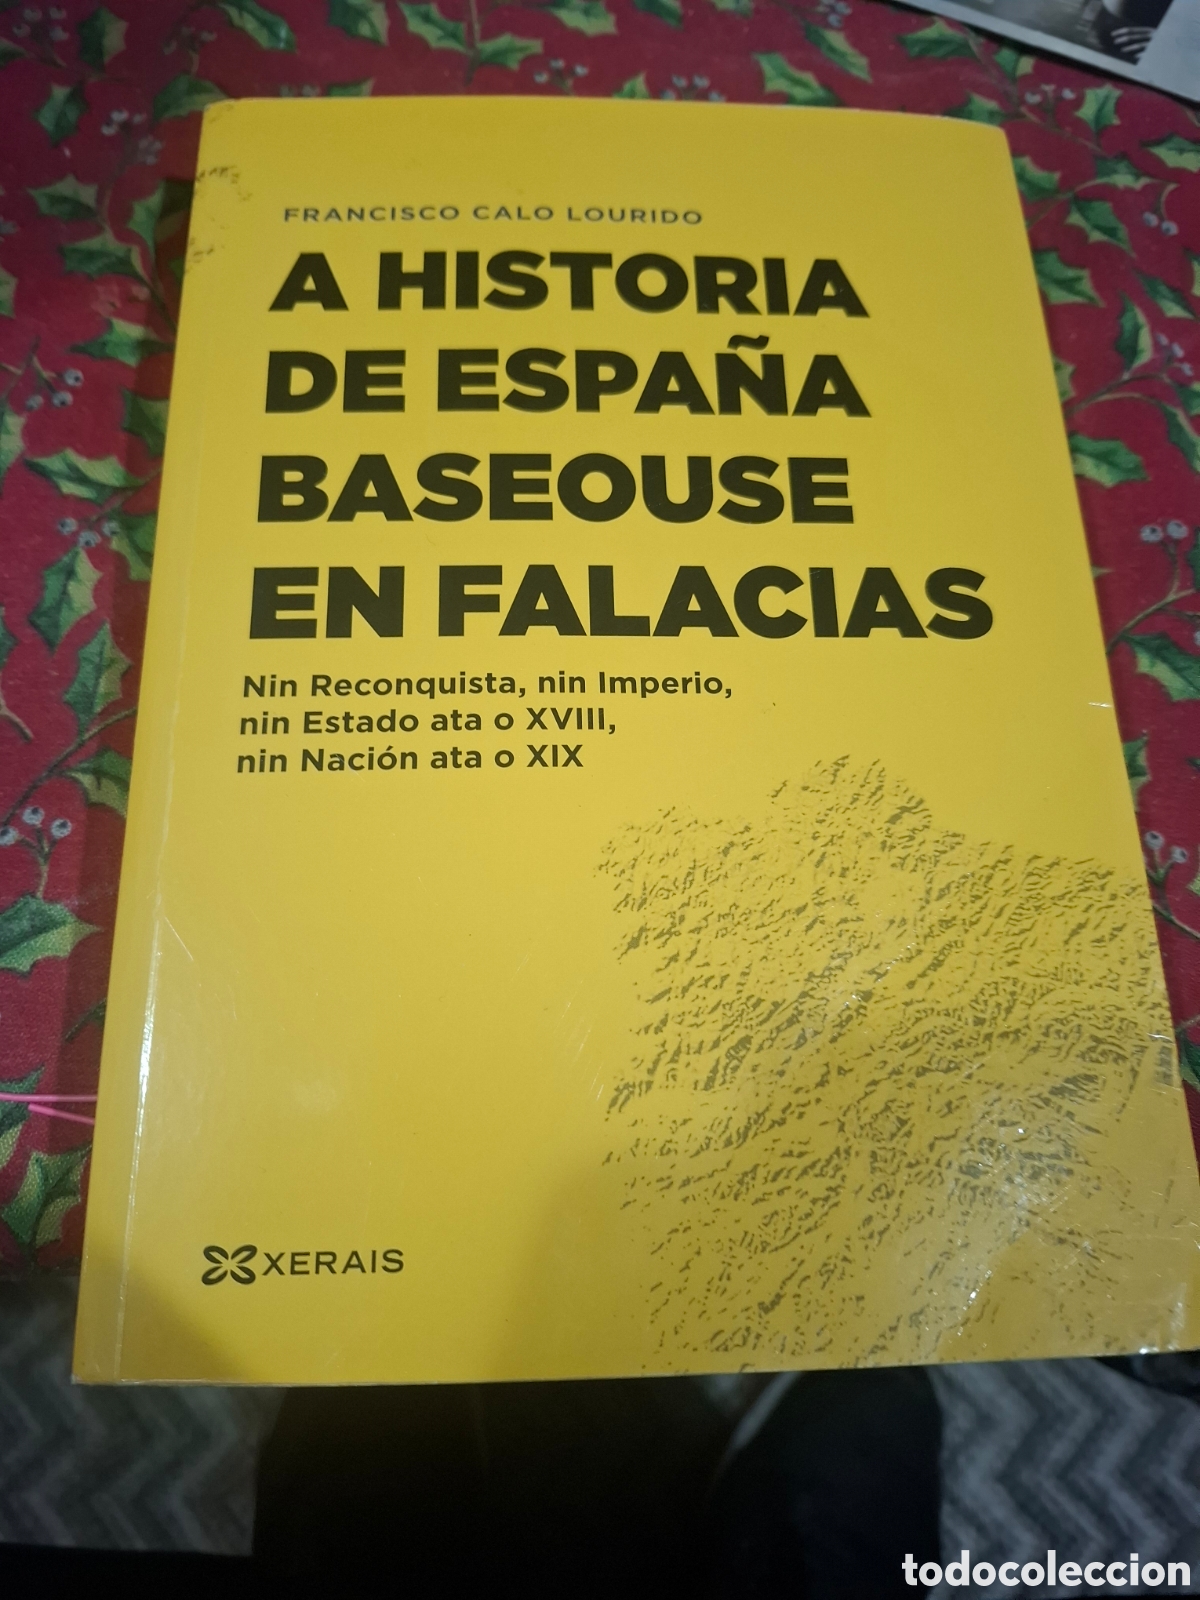 FRANCISCO CALO LOURIDO
A HISTORIA
DE ESPAÑA
BASEOUSE
EN FALACIAS
Nin Reconquista, nin Imperio,
nin Estado ata o XVIII,
nin Nación ata o XIX
XERAIS
todocoleccion